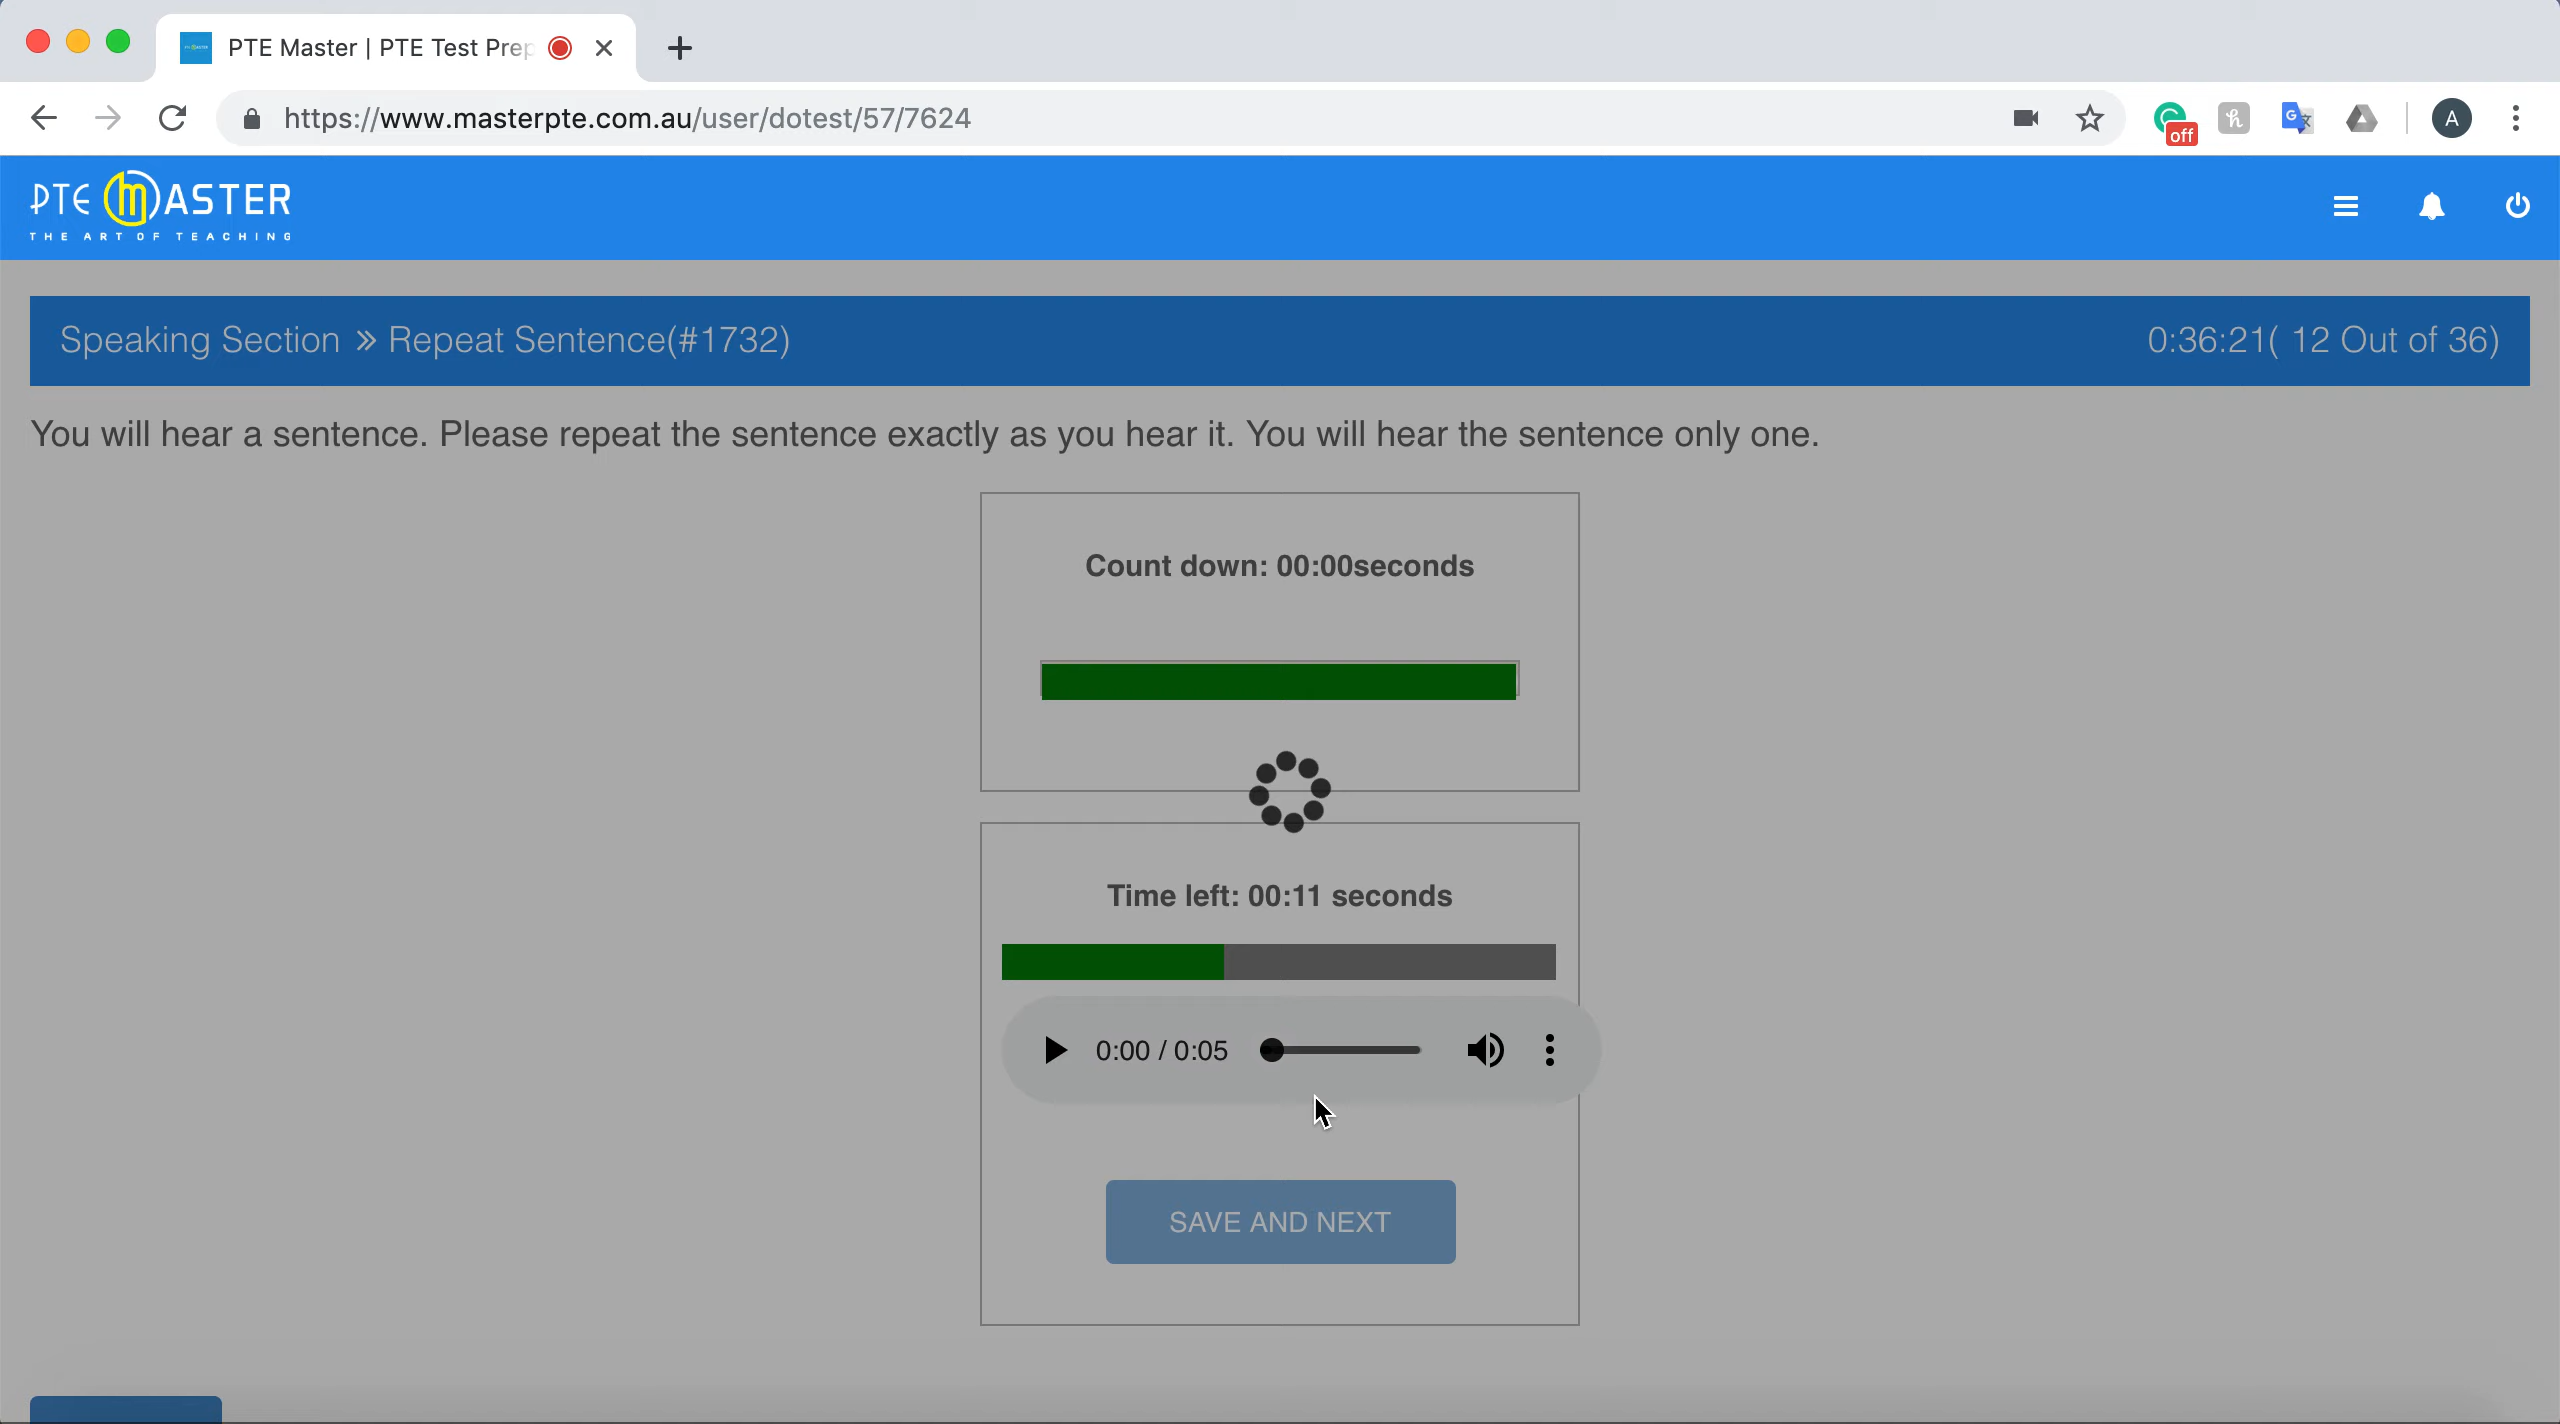 PTE Master | PTE Test Prep
https://www.masterpte.com.au/user/dotest/57/7624
off
A
PTE MASTER
THE ART OF TEACHING
Speaking Section » Repeat Sentence(#1732)
0:36:21( 12 Out of 36)
You will hear a sentence. Please repeat the sentence exactly as you hear it. You will hear the sentence only one.
Count down: 00:00seconds
Time left: 00:11 seconds
0:00 / 0:05
SAVE AND NEXT